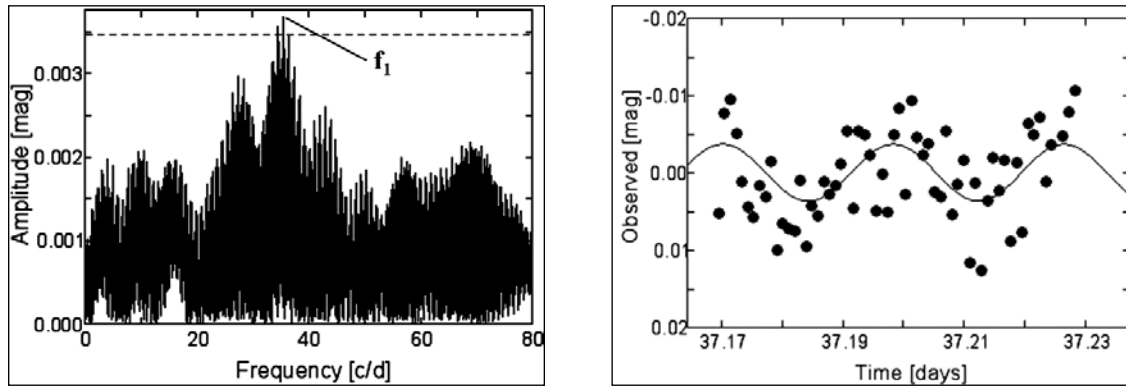 0.003
0.002
0.001
0.000
Amplitude [mag]
f1
0 20 40 60 80
Frequency [c/d]
-0.02
-0.01
0.00
0.01
0.02
Observed [mag]
37.17 37.19 37.21 37.23
Time [days]